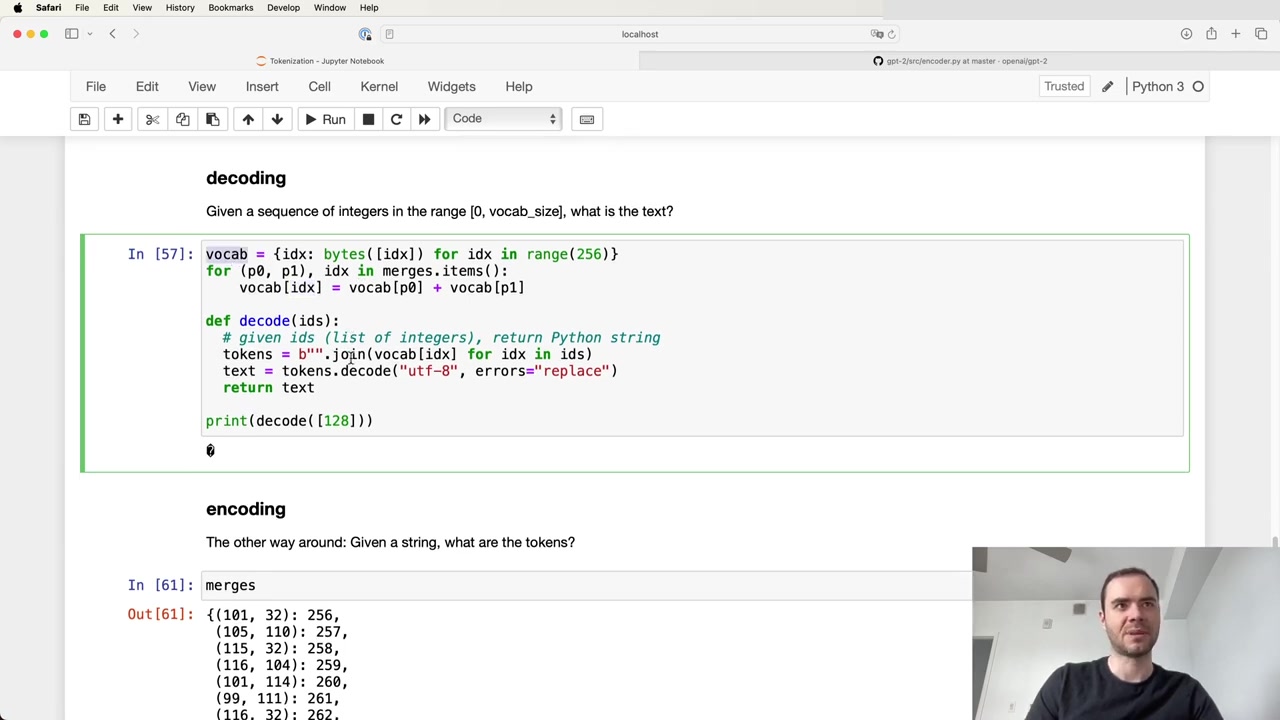 Safari File Edit View History Bookmarks Develop Window Help
localhost
Tokenization - Jupyter Notebook
gpt-2/src/encoder.py at master · openai/gpt-2
File Edit View Insert Cell Kernel Widgets Help
Trusted Python 3
Run Code
decoding
Given a sequence of integers in the range [0, vocab_size], what is the text?
In [57]: vocab = {idx: bytes([idx]) for idx in range(256)}
for (p0, p1), idx in merges.items():
    vocab[idx] = vocab[p0] + vocab[p1]
def decode(ids):
  # given ids (list of integers), return Python string
  tokens = b"".join(vocab[idx] for idx in ids)
  text = tokens.decode("utf-8", errors="replace")
  return text
print(decode([128]))
�
encoding
The other way around: Given a string, what are the tokens?
In [61]: merges
Out[61]: {(101, 32): 256,
(105, 110): 257,
(115, 32): 258,
(116, 104): 259,
(101, 114): 260,
(99, 111): 261,
(116, 32): 262,